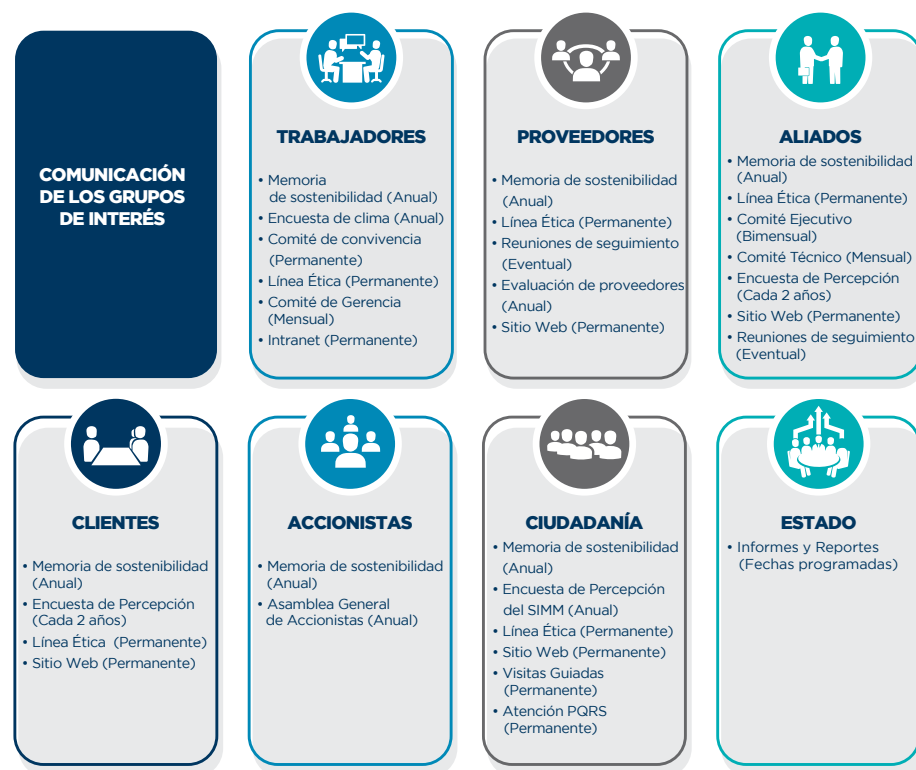 COMUNICACIÓN
DE LOS GRUPOS
DE INTERÉS
TRABAJADORES
• Memoria
de sostenibilidad (Anual)
• Encuesta de clima (Anual)
• Comité de convivencia
(Permanente)
• Línea Ética (Permanente)
• Comité de Gerencia
(Mensual)
• Intranet (Permanente)
PROVEEDORES
• Memoria de sostenibilidad
(Anual)
• Línea Ética (Permanente)
• Reuniones de seguimiento
(Eventual)
• Evaluación de proveedores
(Anual)
• Sitio Web (Permanente)
ALIADOS
• Memoria de sostenibilidad
(Anual)
• Línea Ética (Permanente)
• Comité Ejecutivo
(Bimensual)
• Comité Técnico (Mensual)
• Encuesta de Percepción
(Cada 2 años)
• Sitio Web (Permanente)
• Reuniones de seguimiento
(Eventual)
CLIENTES
• Memoria de sostenibilidad
(Anual)
• Encuesta de Percepción
(Cada 2 años)
• Línea Ética (Permanente)
• Sitio Web (Permanente)
ACCIONISTAS
• Memoria de sostenibilidad
(Anual)
• Asamblea General
de Accionistas (Anual)
CIUDADANÍA
• Memoria de sostenibilidad
(Anual)
• Encuesta de Percepción
del SIMM (Anual)
• Línea Ética (Permanente)
• Sitio Web (Permanente)
• Visitas Guiadas
(Permanente)
• Atención PQRS
(Permanente)
ESTADO
• Informes y Reportes
(Fechas programadas)